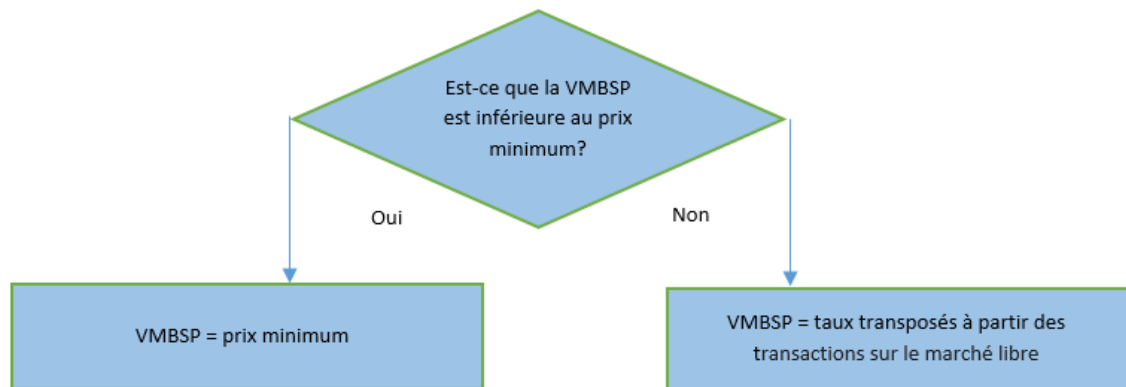 Est-ce que la VMBSP
est inférieure au prix
minimum?
Oui
Non
VMBSP = prix minimum
VMBSP = taux transposés à partir des
transactions sur le marché libre